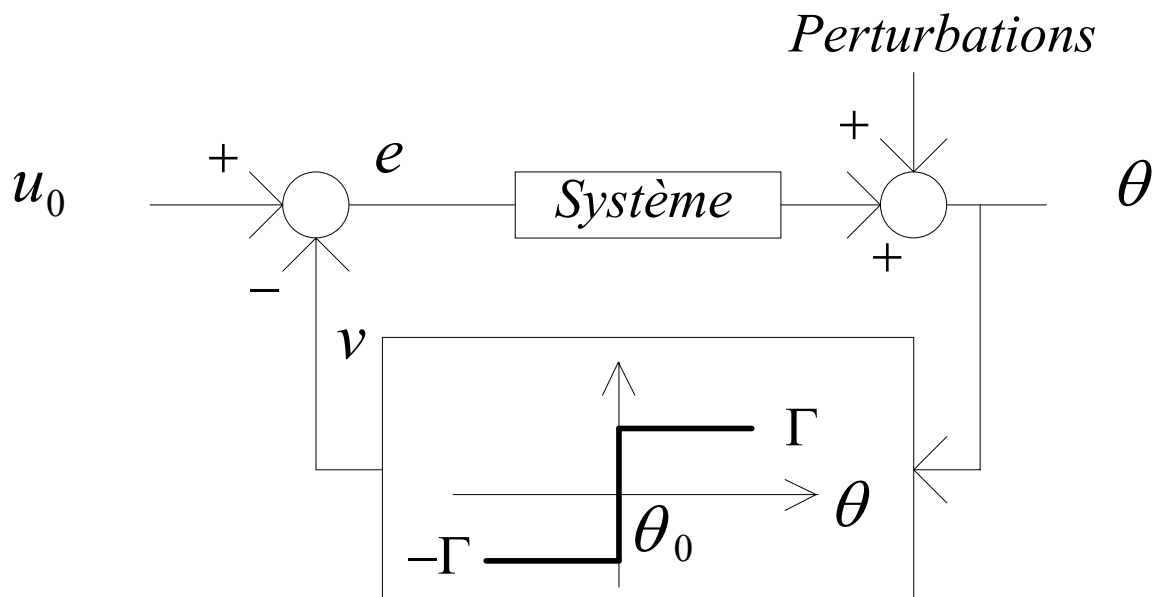 Perturbations
+
+
e
u₀
Système
θ
+
−
v
Γ
θ
θ₀
−Γ